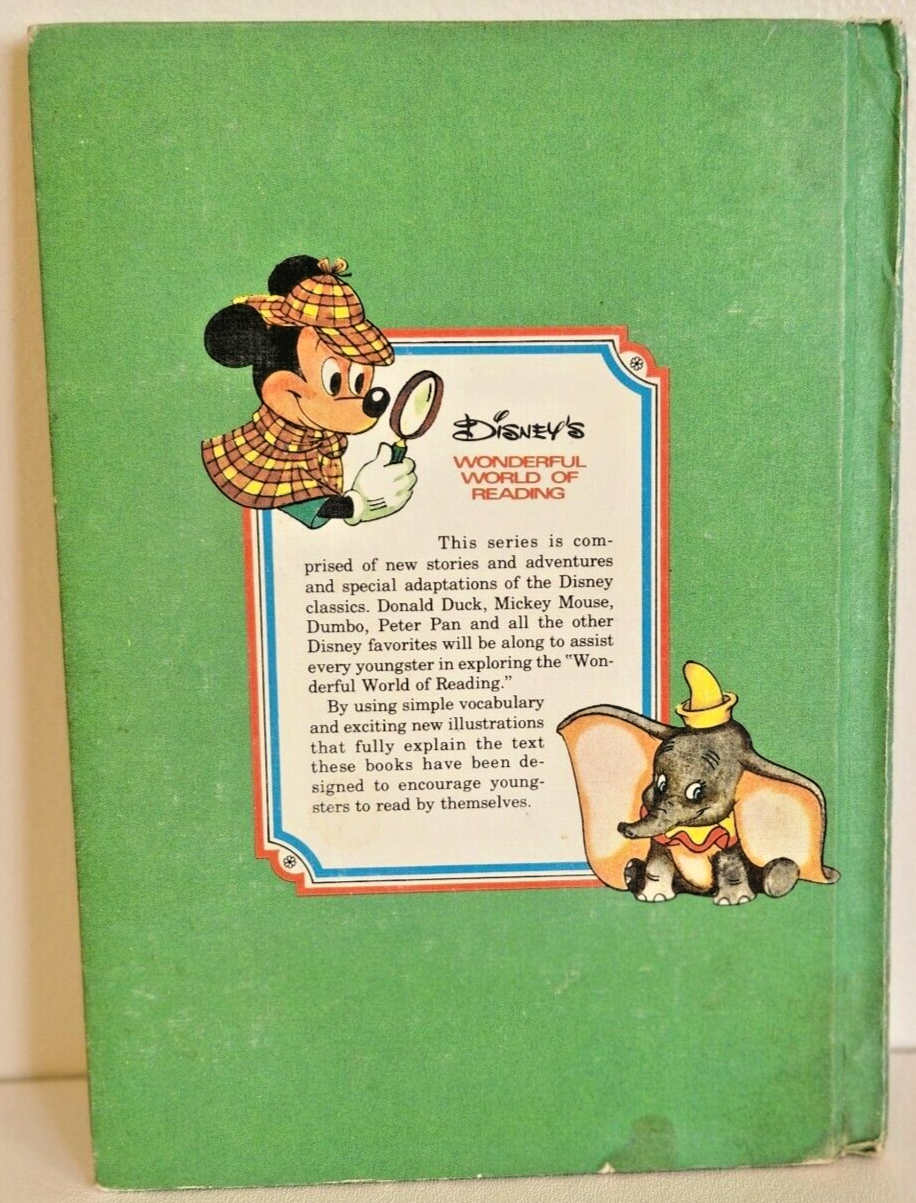 Disney's
WONDERFUL
WORLD OF
READING
This series is com-
prised of new stories and adventures
and special adaptations of the Disney
classics. Donald Duck, Mickey Mouse,
Dumbo, Peter Pan and all the other
Disney favorites will be along to assist
every youngster in exploring the "Won-
derful World of Reading."
By using simple vocabulary
and exciting new illustrations
that fully explain the text
these books have been de-
signed to encourage young-
sters to read by themselves.